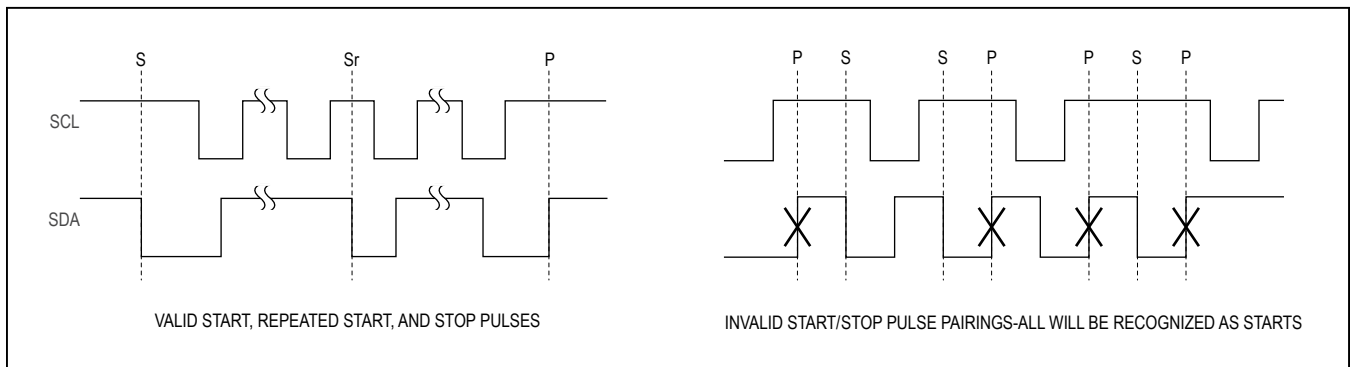 S Sr P
SCL
SDA
VALID START, REPEATED START, AND STOP PULSES
P S S P P S P
INVALID START/STOP PULSE PAIRINGS-ALL WILL BE RECOGNIZED AS STARTS